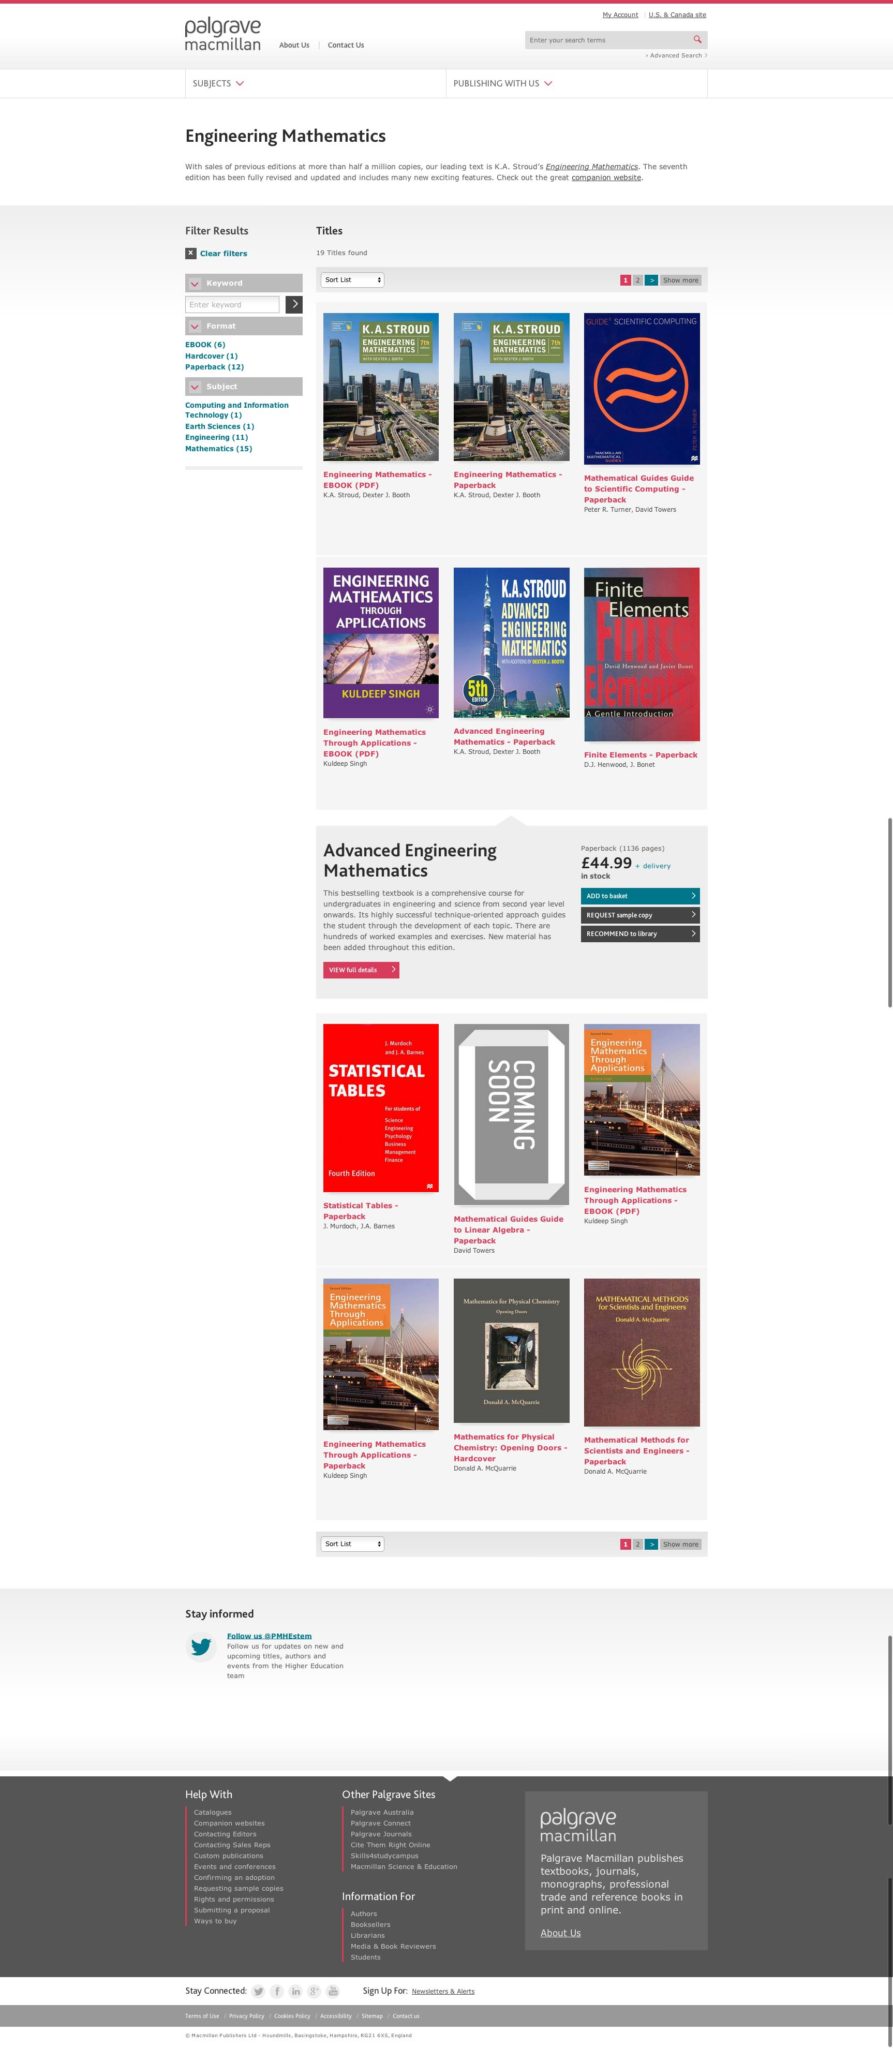 palgrave
macmillan
About Us
Contact Us
My Account
U.S. & Canada site
Enter your search terms
Advanced Search
SUBJECTS
PUBLISHING WITH US
Engineering Mathematics
With sales of previous editions at more than half a million copies, our leading text is K.A. Stroud's Engineering Mathematics. The seventh
edition has been fully revised and updated and includes many new exciting features. Check out the great companion website.
Filter Results
x Clear filters
Keyword
Enter keyword
Format
EBOOK (6)
Hardcover (1)
Paperback (12)
Subject
Computing and Information
Technology (1)
Earth Sciences (1)
Engineering (11)
Mathematics (15)
Titles
19 Titles found
Sort List
1 2 > Show more
K.A.STROUD
ENGINEERING
MATHEMATICS
7th
WITH DEXTER J. BOOTH
Engineering Mathematics -
EBOOK (PDF)
K.A. Stroud, Dexter J. Booth
K.A.STROUD
ENGINEERING
MATHEMATICS
7th
WITH DEXTER J. BOOTH
Engineering Mathematics -
Paperback
K.A. Stroud, Dexter J. Booth
GUIDE SCIENTIFIC COMPUTING
PETER R TURNER
MACMILLAN
MATHEMATICAL
GUIDES
Mathematical Guides Guide
to Scientific Computing -
Paperback
Peter R. Turner, David Towers
ENGINEERING
MATHEMATICS
THROUGH
APPLICATIONS
KULDEEP SINGH
Engineering Mathematics
Through Applications -
EBOOK (PDF)
Kuldeep Singh
K.A.STROUD
ADVANCED
ENGINEERING
MATHEMATICS
WITH ADDITIONS BY DEXTER J. BOOTH
5th
EDITION
Advanced Engineering
Mathematics - Paperback
K.A. Stroud, Dexter J. Booth
Finite
Elements
Finite
Elements
David Henwood and Javier Bonet
A Gentle Introduction
Finite Elements - Paperback
D.J. Henwood, J. Bonet
Advanced Engineering
Mathematics
This bestselling textbook is a comprehensive course for
undergraduates in engineering and science from second year level
onwards. Its highly successful technique-oriented approach guides
the student through the development of each topic. There are
hundreds of worked examples and exercises. New material has
been added throughout this edition.
VIEW full details
Paperback (1136 pages)
£44.99 + delivery
in stock
ADD to basket
REQUEST sample copy
RECOMMEND to library
J. Murdoch
and J. A. Barnes
STATISTICAL
TABLES
For students of
Science
Engineering
Psychology
Business
Management
Finance
Fourth Edition
Statistical Tables -
Paperback
J. Murdoch, J.A. Barnes
COMING
SOON
Mathematical Guides Guide
to Linear Algebra -
Paperback
David Towers
Engineering
Mathematics
Through
Applications
Engineering Mathematics
Through Applications -
EBOOK (PDF)
Kuldeep Singh
Engineering
Mathematics
Through
Applications
Engineering Mathematics
Through Applications -
Paperback
Kuldeep Singh
Mathematics for Physical Chemistry
Opening Doors
Donald A. McQuarrie
Mathematics for Physical
Chemistry: Opening Doors -
Hardcover
Donald A. McQuarrie
MATHEMATICAL METHODS
for Scientists and Engineers
Donald A. McQuarrie
Mathematical Methods for
Scientists and Engineers -
Paperback
Donald A. McQuarrie
Sort List
1 2 > Show more
Stay informed
Follow us @PMHEstem
Follow us for updates on new and
upcoming titles, authors and
events from the Higher Education
team
Help With
Catalogues
Companion websites
Contacting Editors
Contacting Sales Reps
Custom publications
Events and conferences
Confirming an adoption
Requesting sample copies
Rights and permissions
Submitting a proposal
Ways to buy
Other Palgrave Sites
Palgrave Australia
Palgrave Connect
Palgrave Journals
Cite Them Right Online
Skills4studycampus
Macmillan Science & Education
Information For
Authors
Booksellers
Librarians
Media & Book Reviewers
Students
palgrave
macmillan
Palgrave Macmillan publishes
textbooks, journals,
monographs, professional
trade and reference books in
print and online.
About Us
Stay Connected:
Sign Up For: Newsletters & Alerts
Terms of Use / Privacy Policy / Cookies Policy / Accessibility / Sitemap / Contact us
© Macmillan Publishers Ltd - Houndmills, Basingstoke, Hampshire, RG21 6XS, England